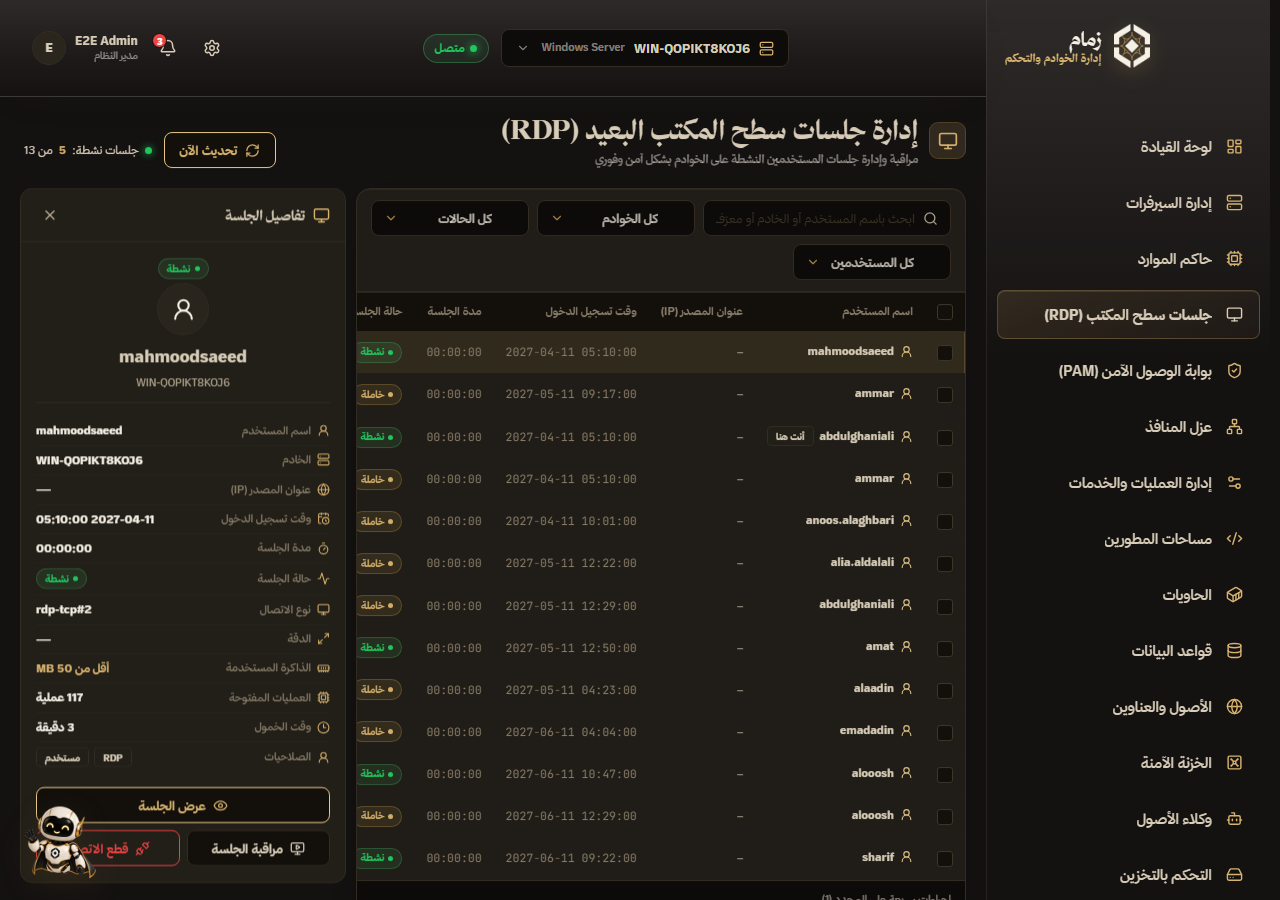 زمام
إدارة الخوادم والتحكم
WIN-QOPIKT8KOJ6 Windows Server
متصل
3
E2E Admin
مدير النظام
E
لوحة القيادة
إدارة السيرفرات
حاكم الموارد
جلسات سطح المكتب (RDP)
بوابة الوصول الآمن (PAM)
عزل المنافذ
إدارة العمليات والخدمات
مساحات المطورين
الحاويات
قواعد البيانات
الأصول والعناوين
الخزنة الآمنة
وكلاء الأصول
التحكم بالتخزين
إدارة جلسات سطح المكتب البعيد (RDP)
مراقبة وإدارة جلسات المستخدمين النشطة على الخوادم بشكل آمن وفوري
تحديث الآن
جلسات نشطة: 5 من 13
ابحث باسم المستخدم أو الخادم أو معرف
كل الخوادم
كل الحالات
كل المستخدمين
اسم المستخدم عنوان المصدر (IP) وقت تسجيل الدخول مدة الجلسة حالة الجلس
mahmoodsaeed – 2027-04-11 05:10:00 00:00:00 نشطة
ammar – 2027-05-11 09:17:00 00:00:00 خاملة
abdulghaniali أنت هنا – 2027-04-11 05:10:00 00:00:00 نشطة
ammar – 2027-04-11 05:10:00 00:00:00 خاملة
anoos.alaghbari – 2027-04-11 10:01:00 00:00:00 خاملة
alia.aldalali – 2027-05-11 12:22:00 00:00:00 خاملة
abdulghaniali – 2027-05-11 12:29:00 00:00:00 خاملة
amat – 2027-05-11 12:50:00 00:00:00 نشطة
alaadin – 2027-05-11 04:23:00 00:00:00 خاملة
emadadin – 2027-06-11 04:04:00 00:00:00 خاملة
alooosh – 2027-06-11 10:47:00 00:00:00 نشطة
alooosh – 2027-06-11 12:29:00 00:00:00 خاملة
sharif – 2027-06-11 09:22:00 00:00:00 نشطة
تفاصيل الجلسة
نشطة
mahmoodsaeed
WIN-QOPIKT8KOJ6
اسم المستخدم mahmoodsaeed
الخادم WIN-QOPIKT8KOJ6
عنوان المصدر (IP) —
وقت تسجيل الدخول 2027-04-11 05:10:00
مدة الجلسة 00:00:00
حالة الجلسة نشطة
نوع الاتصال rdp-tcp#2
الدقة —
الذاكرة المستخدمة أقل من 50 MB
العمليات المفتوحة 117 عملية
وقت الخمول 3 دقيقة
الصلاحيات RDP مستخدم
عرض الجلسة
مراقبة الجلسة
قطع الات